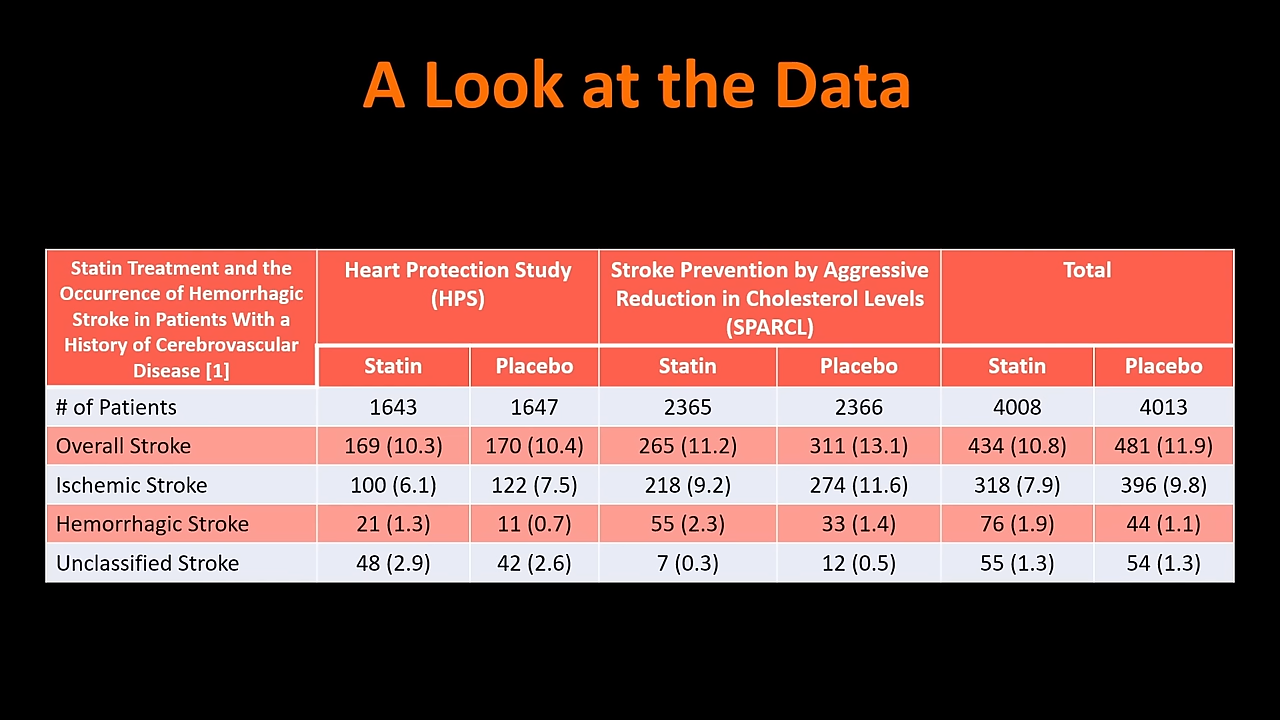 A Look at the Data
Statin Treatment and the
Occurrence of Hemorrhagic
Stroke in Patients With a
History of Cerebrovascular
Disease [1]
Heart Protection Study
(HPS)
Stroke Prevention by Aggressive
Reduction in Cholesterol Levels
(SPARCL)
Total
Statin Placebo Statin Placebo Statin Placebo
# of Patients 1643 1647 2365 2366 4008 4013
Overall Stroke 169 (10.3) 170 (10.4) 265 (11.2) 311 (13.1) 434 (10.8) 481 (11.9)
Ischemic Stroke 100 (6.1) 122 (7.5) 218 (9.2) 274 (11.6) 318 (7.9) 396 (9.8)
Hemorrhagic Stroke 21 (1.3) 11 (0.7) 55 (2.3) 33 (1.4) 76 (1.9) 44 (1.1)
Unclassified Stroke 48 (2.9) 42 (2.6) 7 (0.3) 12 (0.5) 55 (1.3) 54 (1.3)